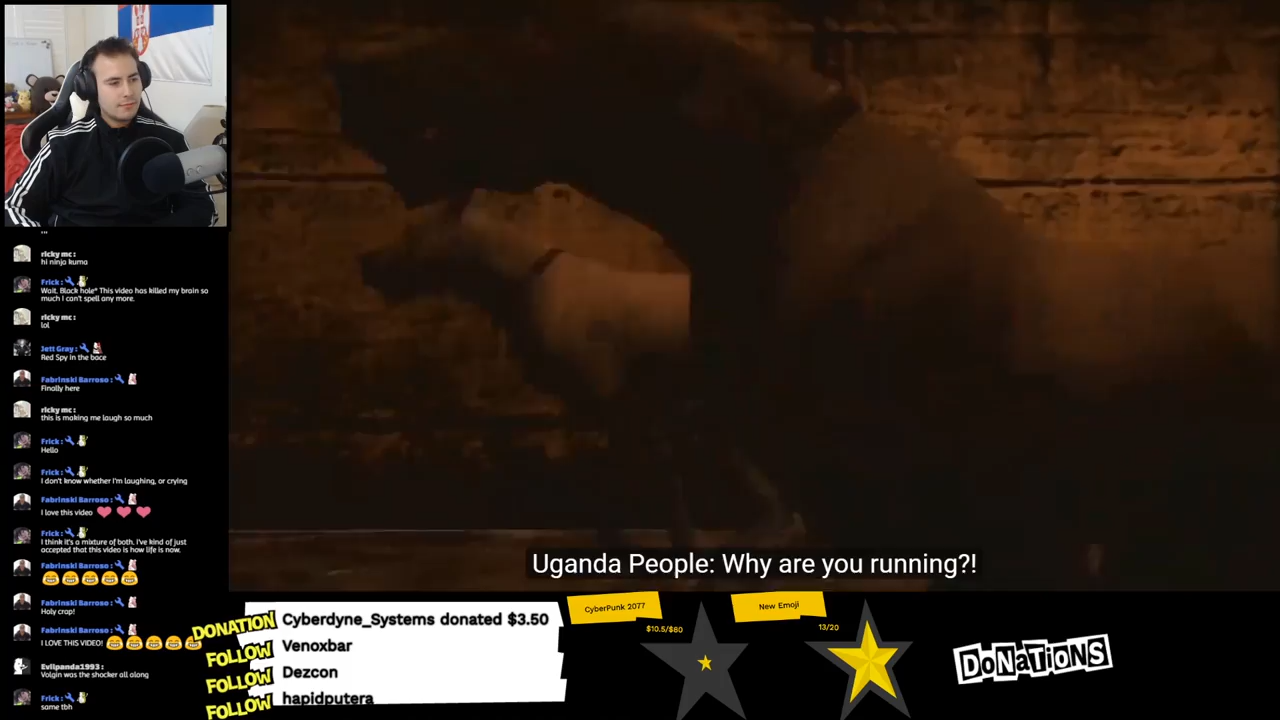 ricky mc :
hi ninja kuma
Frick :
Wait. Black hole* This video has killed my brain so
much I can't spell any more.
ricky mc :
lol
Jett Gray :
Red Spy in the bace
Fabrinski Barroso :
Finally here
ricky mc :
this is making me laugh so much
Frick :
Hello
Frick :
I don't know whether I'm laughing, or crying
Fabrinski Barroso :
I love this video
Frick :
I think it's a mixture of both. I've kind of just
accepted that this video is how life is now.
Fabrinski Barroso :
Fabrinski Barroso :
Holy crap!
Fabrinski Barroso :
I LOVE THIS VIDEO!
Evilpanda1993 :
Volgin was the shocker all along
Frick :
same tbh
Uganda People: Why are you running?!
DONATION Cyberdyne_Systems donated $3.50
FOLLOW Venoxbar
FOLLOW Dezcon
FOLLOW hapidputera
CyberPunk 2077
$10.5/$60
New Emoji
13/20
DoNaTiONS